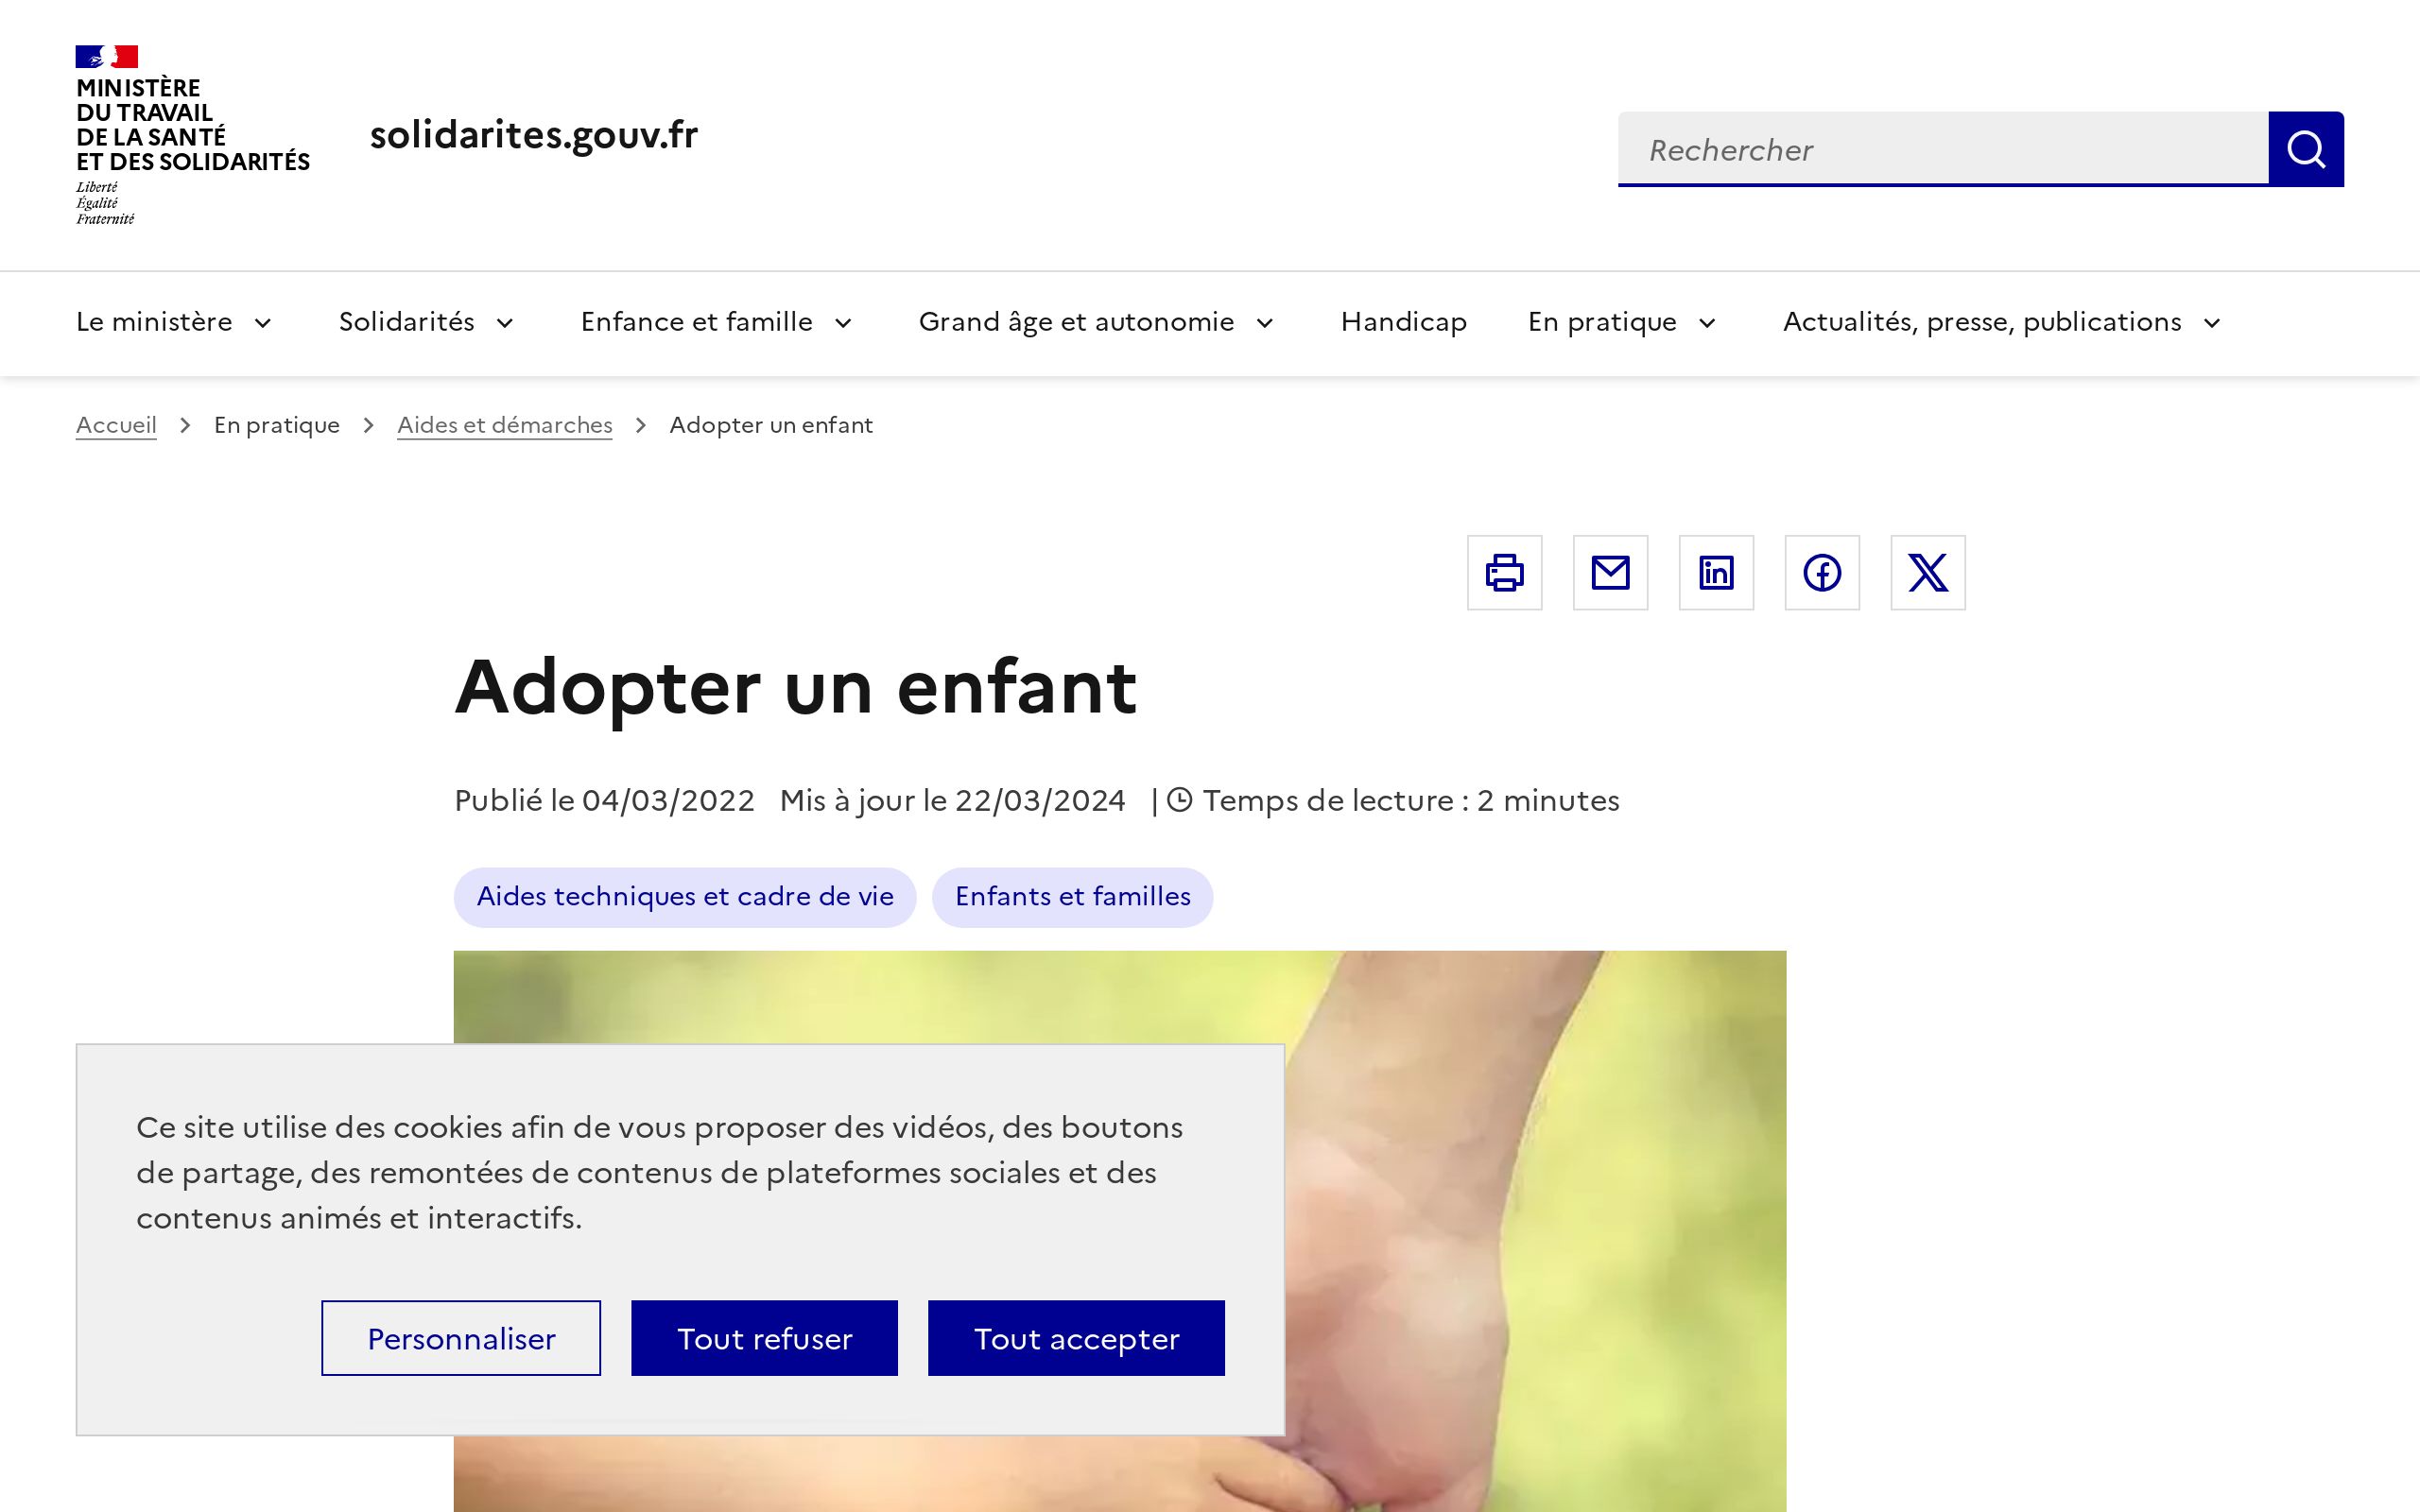 MINISTÈRE
DU TRAVAIL
DE LA SANTÉ
ET DES SOLIDARITÉS
Liberté
Égalité
Fraternité
solidarites.gouv.fr
Rechercher
Le ministère Solidarités Enfance et famille Grand âge et autonomie Handicap En pratique Actualités, presse, publications
Accueil > En pratique > Aides et démarches > Adopter un enfant
Adopter un enfant
Publié le 04/03/2022 Mis à jour le 22/03/2024 | Temps de lecture : 2 minutes
Aides techniques et cadre de vie Enfants et familles
Ce site utilise des cookies afin de vous proposer des vidéos, des boutons
de partage, des remontées de contenus de plateformes sociales et des
contenus animés et interactifs.
Personnaliser Tout refuser Tout accepter